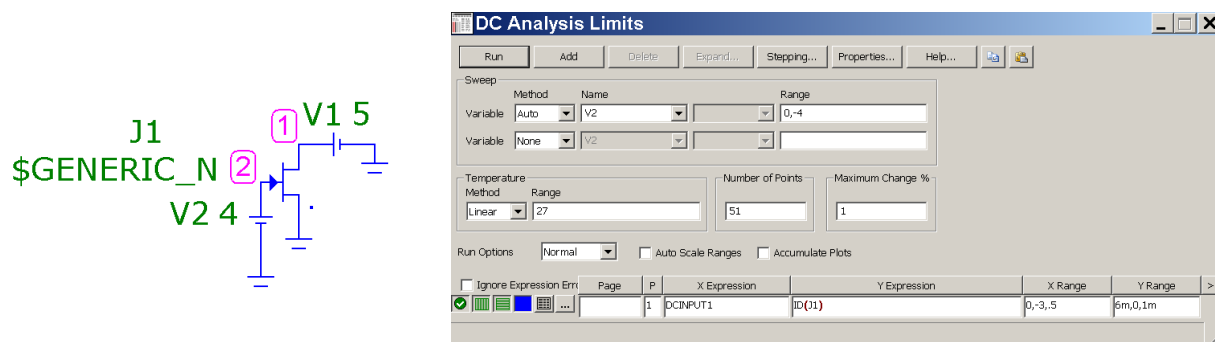 DC Analysis Limits
Run Add Delete Expand... Stepping... Properties... Help...
Sweep
Method Name Range
Variable Auto V2 0,-4
Variable None V2
Temperature Number of Points Maximum Change %
Method Range
Linear 27 51 1
Run Options Normal Auto Scale Ranges Accumulate Plots
Ignore Expression Erro Page P X Expression Y Expression X Range Y Range >
... 1 DCINPUT1 ID(J1) 0,-3,.5 6m,0,1m
V1 5
1
J1
$GENERIC_N 2
V2 4